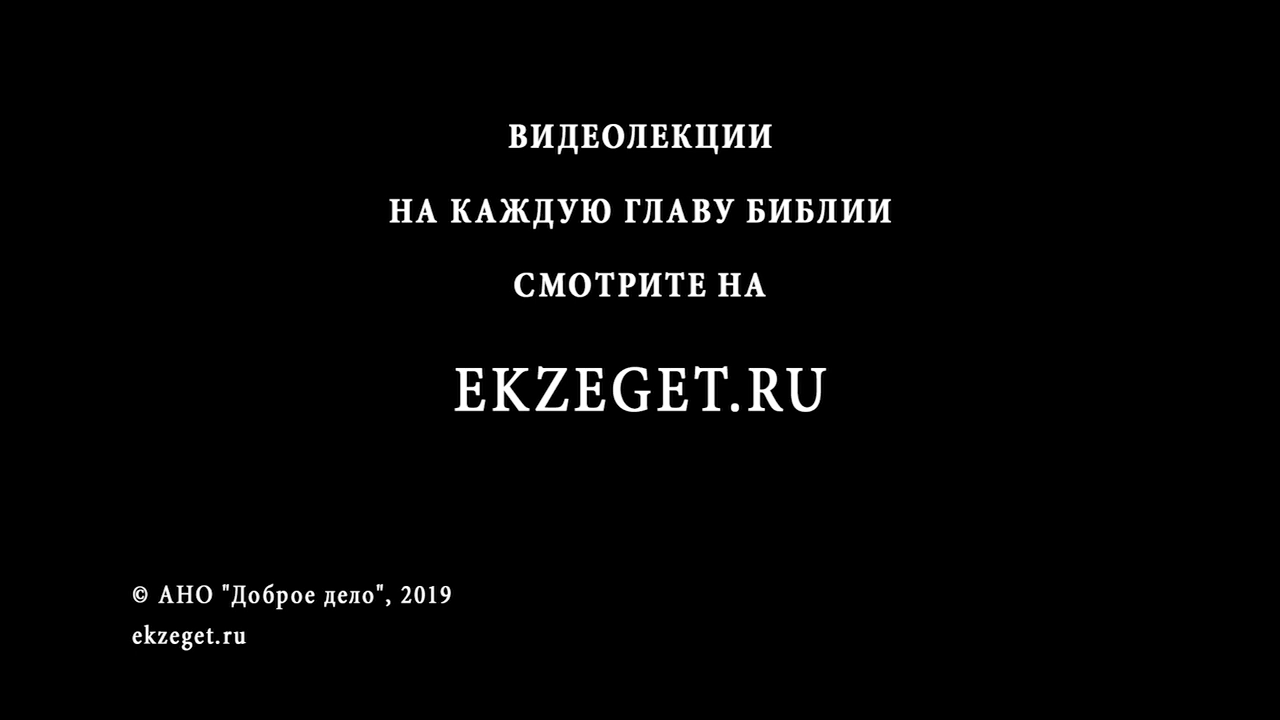 ВИДЕОЛЕКЦИИ
НА КАЖДУЮ ГЛАВУ БИБЛИИ
СМОТРИТЕ НА
EKZEGET.RU
© АНО "Доброе дело", 2019
ekzeget.ru